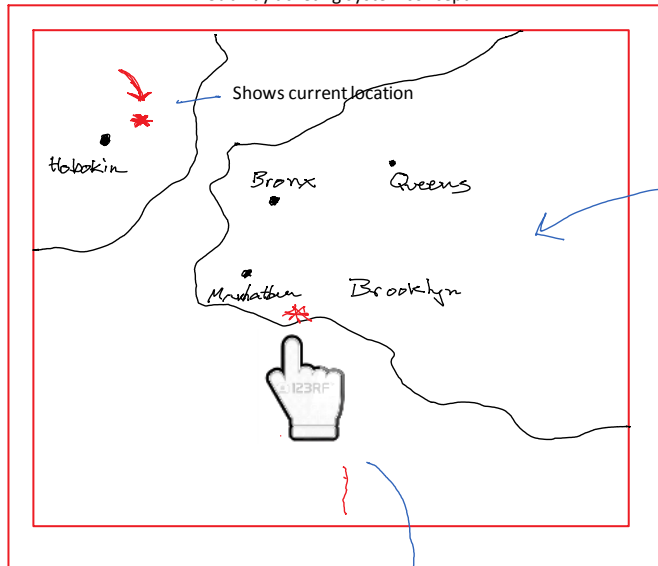 Shows current location
Hobokin
Bronx
Queens
Manhattan
Brooklyn
123RF